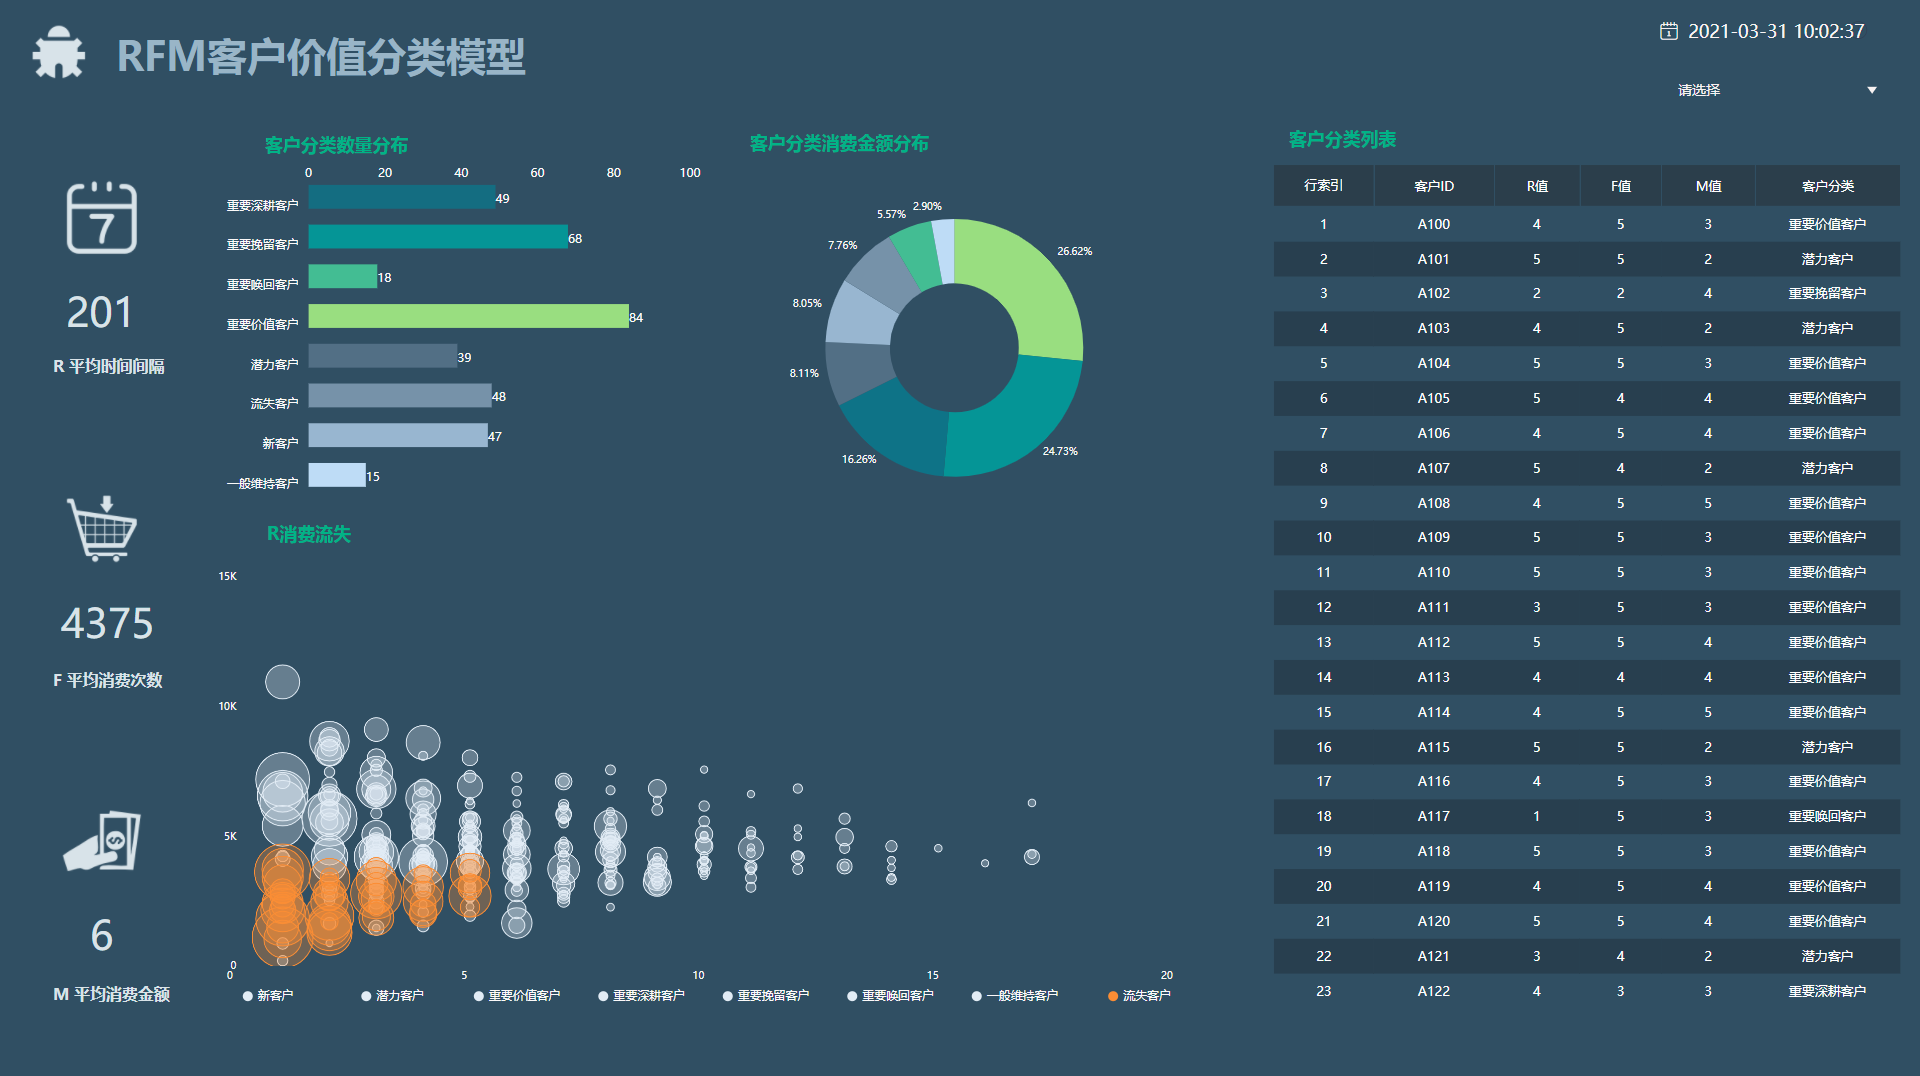 RFM客户价值分类模型
2021-03-31 10:02:37
请选择
7
201
R 平均时间间隔
4375
F 平均消费次数
6
M 平均消费金额
客户分类数量分布
0 20 40 60 80 100
重要深耕客户 49
重要挽留客户 68
重要唤回客户 18
重要价值客户 84
潜力客户 39
流失客户 48
新客户 47
一般维持客户 15
客户分类消费金额分布
2.90%
5.57%
7.76%
26.62%
8.05%
8.11%
16.26%
24.73%
R消费流失
15K
10K
5K
0
0 5 10 15 20
新客户 潜力客户 重要价值客户 重要深耕客户 重要挽留客户 重要唤回客户 一般维持客户 流失客户
客户分类列表
行索引 客户ID R值 F值 M值 客户分类
1 A100 4 5 3 重要价值客户
2 A101 5 5 2 潜力客户
3 A102 2 2 4 重要挽留客户
4 A103 4 5 2 潜力客户
5 A104 5 5 3 重要价值客户
6 A105 5 4 4 重要价值客户
7 A106 4 5 4 重要价值客户
8 A107 5 4 2 潜力客户
9 A108 4 5 5 重要价值客户
10 A109 5 5 3 重要价值客户
11 A110 5 5 3 重要价值客户
12 A111 3 5 3 重要价值客户
13 A112 5 5 4 重要价值客户
14 A113 4 4 4 重要价值客户
15 A114 4 5 5 重要价值客户
16 A115 5 5 2 潜力客户
17 A116 4 5 3 重要价值客户
18 A117 1 5 3 重要唤回客户
19 A118 5 5 3 重要价值客户
20 A119 4 5 4 重要价值客户
21 A120 5 5 4 重要价值客户
22 A121 3 4 2 潜力客户
23 A122 4 3 3 重要深耕客户